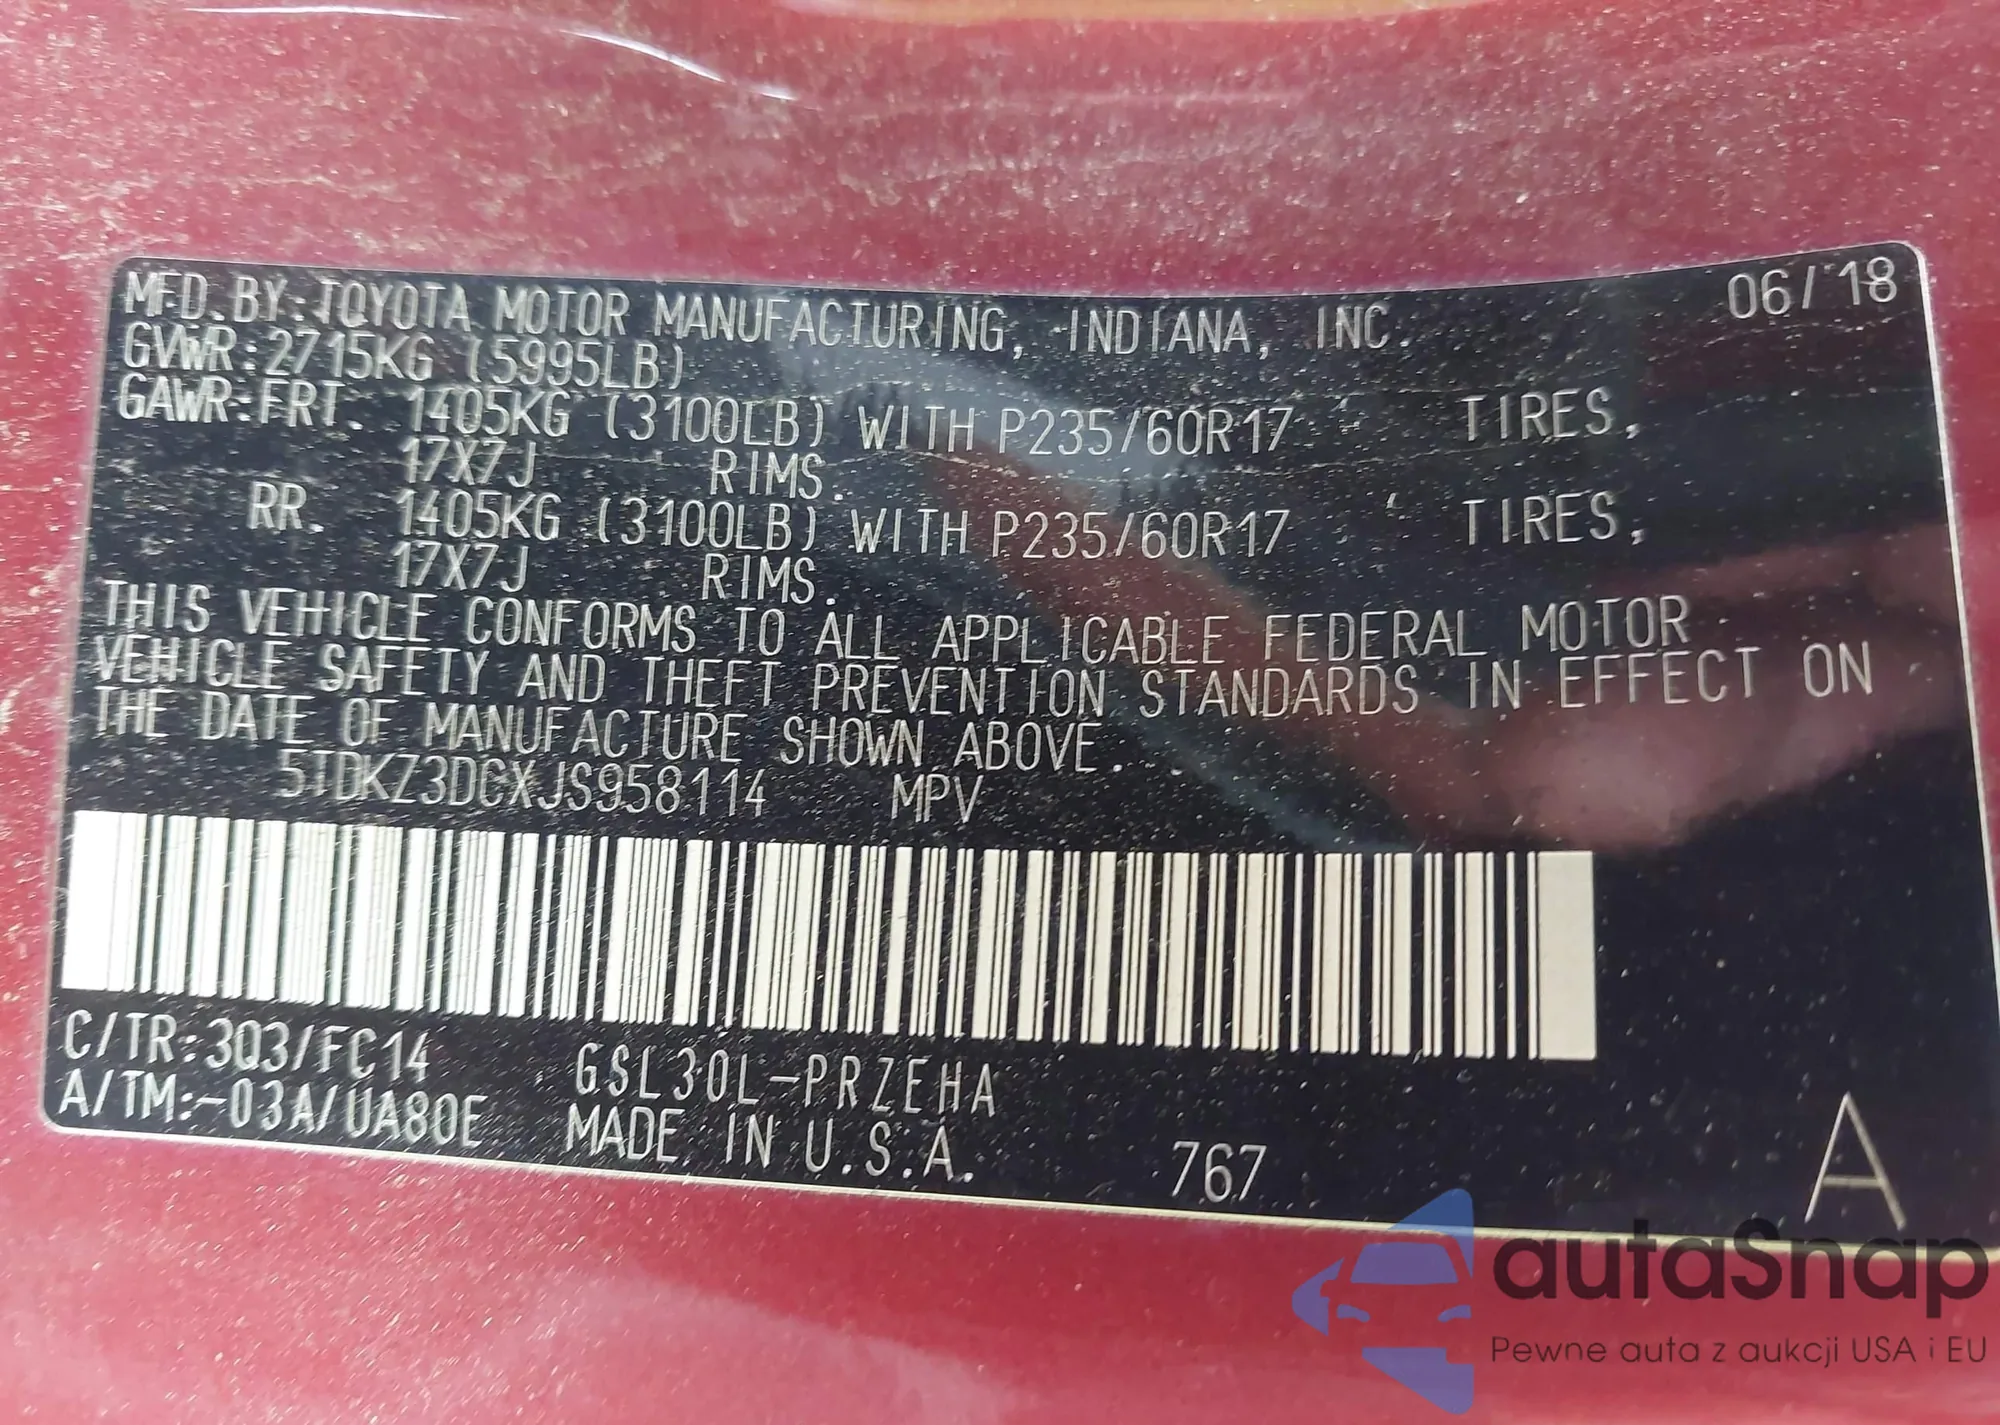 MFD. BY: TOYOTA MOTOR MANUFACTURING, INDIANA, INC. 06/18
GVWR: 2715KG (5995LB)
GAWR: FRT. 1405KG (3100LB) WITH P235/60R17 TIRES,
17X7J RIMS.
RR. 1405KG (3100LB) WITH P235/60R17 TIRES,
17X7J RIMS.
THIS VEHICLE CONFORMS TO ALL APPLICABLE FEDERAL MOTOR
VEHICLE SAFETY AND THEFT PREVENTION STANDARDS IN EFFECT ON
THE DATE OF MANUFACTURE SHOWN ABOVE.
5TDKZ3DCXJS958114 MPV
C/TR: 3Q3/FC14 GSL30L-PRZEHA
A/TM: -03A/UA80E MADE IN U.S.A. 767 A
autaSnap
Pewne auta z aukcji USA i EU